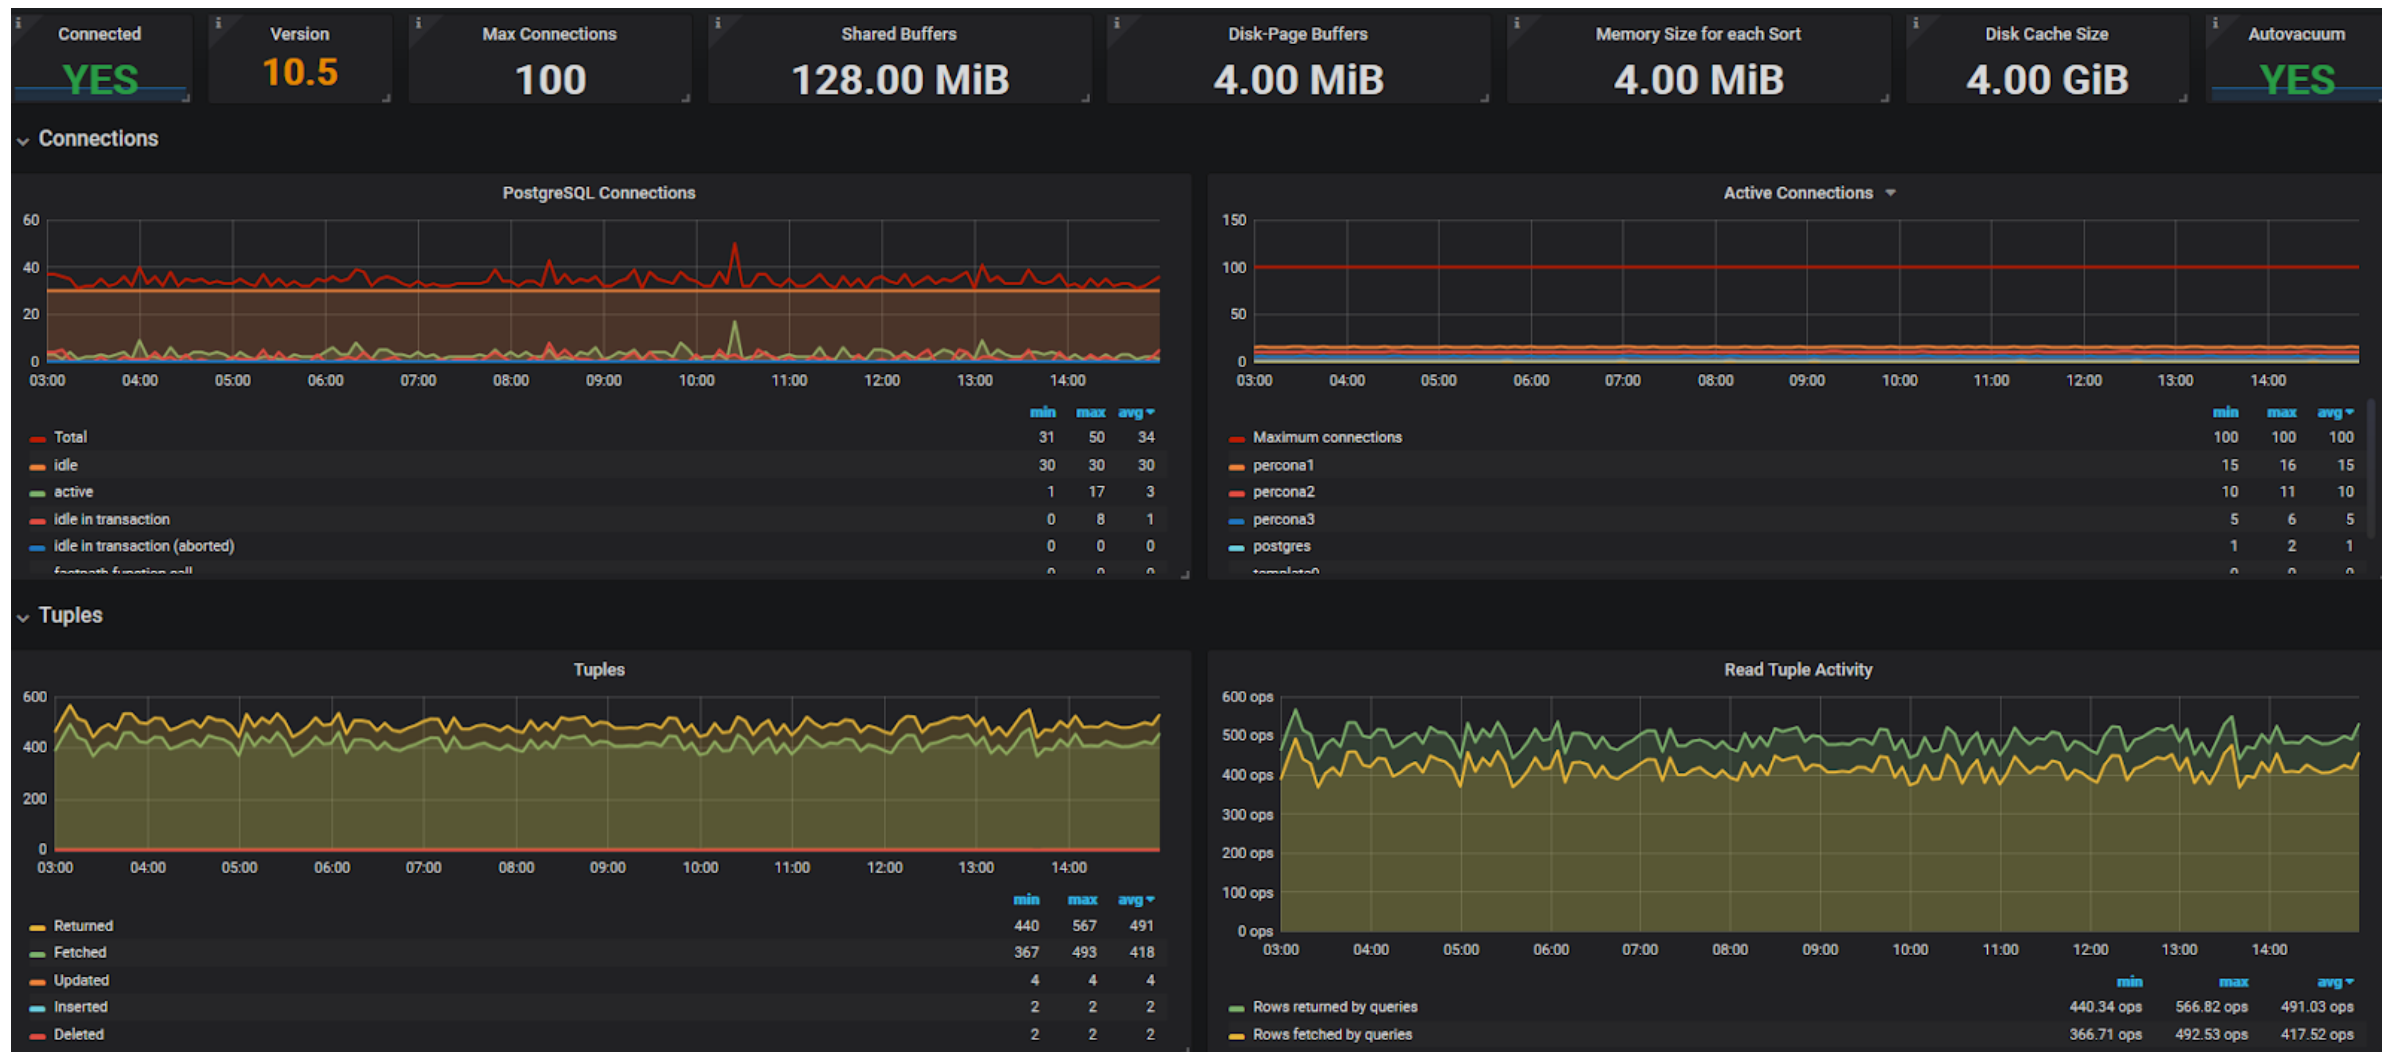 Connected Version Max Connections Shared Buffers Disk-Page Buffers Memory Size for each Sort Disk Cache Size Autovacuum
YES 10.5 100 128.00 MiB 4.00 MiB 4.00 MiB 4.00 GiB YES
Connections
PostgreSQL Connections
60
40
20
0
03:00 04:00 05:00 06:00 07:00 08:00 09:00 10:00 11:00 12:00 13:00 14:00
min max avg
Total 31 50 34
idle 30 30 30
active 1 17 3
idle in transaction 0 8 1
idle in transaction (aborted) 0 0 0
fastpath function call 0 0 0
Active Connections
150
100
50
0
03:00 04:00 05:00 06:00 07:00 08:00 09:00 10:00 11:00 12:00 13:00 14:00
min max avg
Maximum connections 100 100 100
percona1 15 16 15
percona2 10 11 10
percona3 5 6 5
postgres 1 2 1
template0 0 0 0
Tuples
Tuples
600
400
200
0
03:00 04:00 05:00 06:00 07:00 08:00 09:00 10:00 11:00 12:00 13:00 14:00
min max avg
Returned 440 567 491
Fetched 367 493 418
Updated 4 4 4
Inserted 2 2 2
Deleted 2 2 2
Read Tuple Activity
600 ops
500 ops
400 ops
300 ops
200 ops
100 ops
0 ops
03:00 04:00 05:00 06:00 07:00 08:00 09:00 10:00 11:00 12:00 13:00 14:00
min max avg
Rows returned by queries 440.34 ops 566.82 ops 491.03 ops
Rows fetched by queries 366.71 ops 492.53 ops 417.52 ops